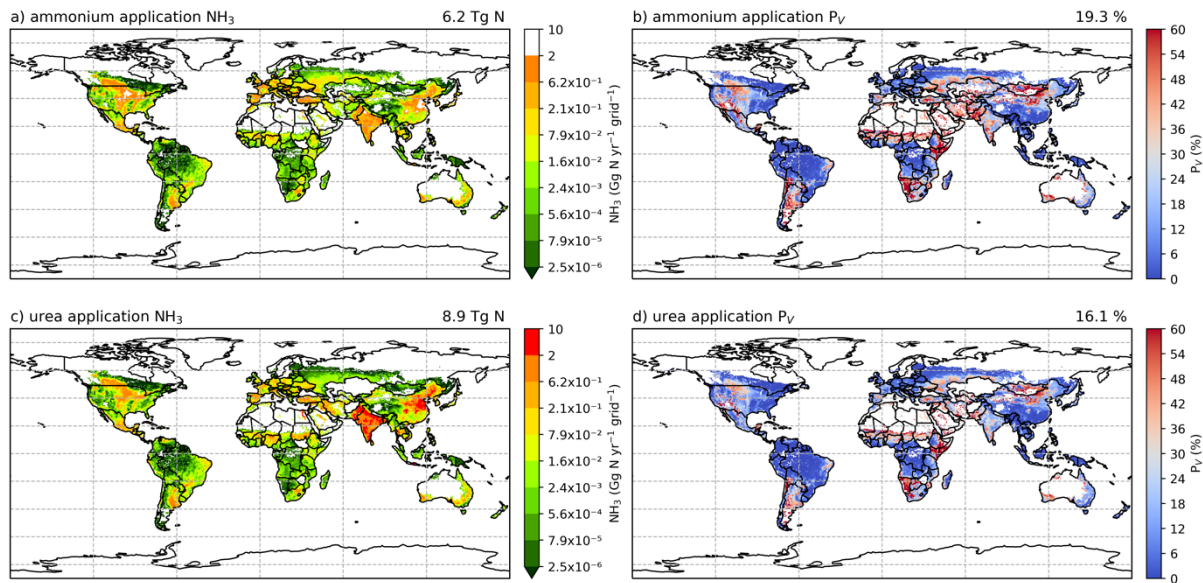 a) ammonium application NH₃ 6.2 Tg N
10
2
6.2x10⁻¹
2.1x10⁻¹
7.9x10⁻²
1.6x10⁻²
2.4x10⁻³
5.6x10⁻⁴
7.9x10⁻⁵
2.5x10⁻⁶
NH₃ (Gg N yr⁻¹ grid⁻¹)
b) ammonium application Pᵥ 19.3 %
60
54
48
42
36
30
24
18
12
6
0
Pᵥ (%)
c) urea application NH₃ 8.9 Tg N
10
2
6.2x10⁻¹
2.1x10⁻¹
7.9x10⁻²
1.6x10⁻²
2.4x10⁻³
5.6x10⁻⁴
7.9x10⁻⁵
2.5x10⁻⁶
NH₃ (Gg N yr⁻¹ grid⁻¹)
d) urea application Pᵥ 16.1 %
60
54
48
42
36
30
24
18
12
6
0
Pᵥ (%)